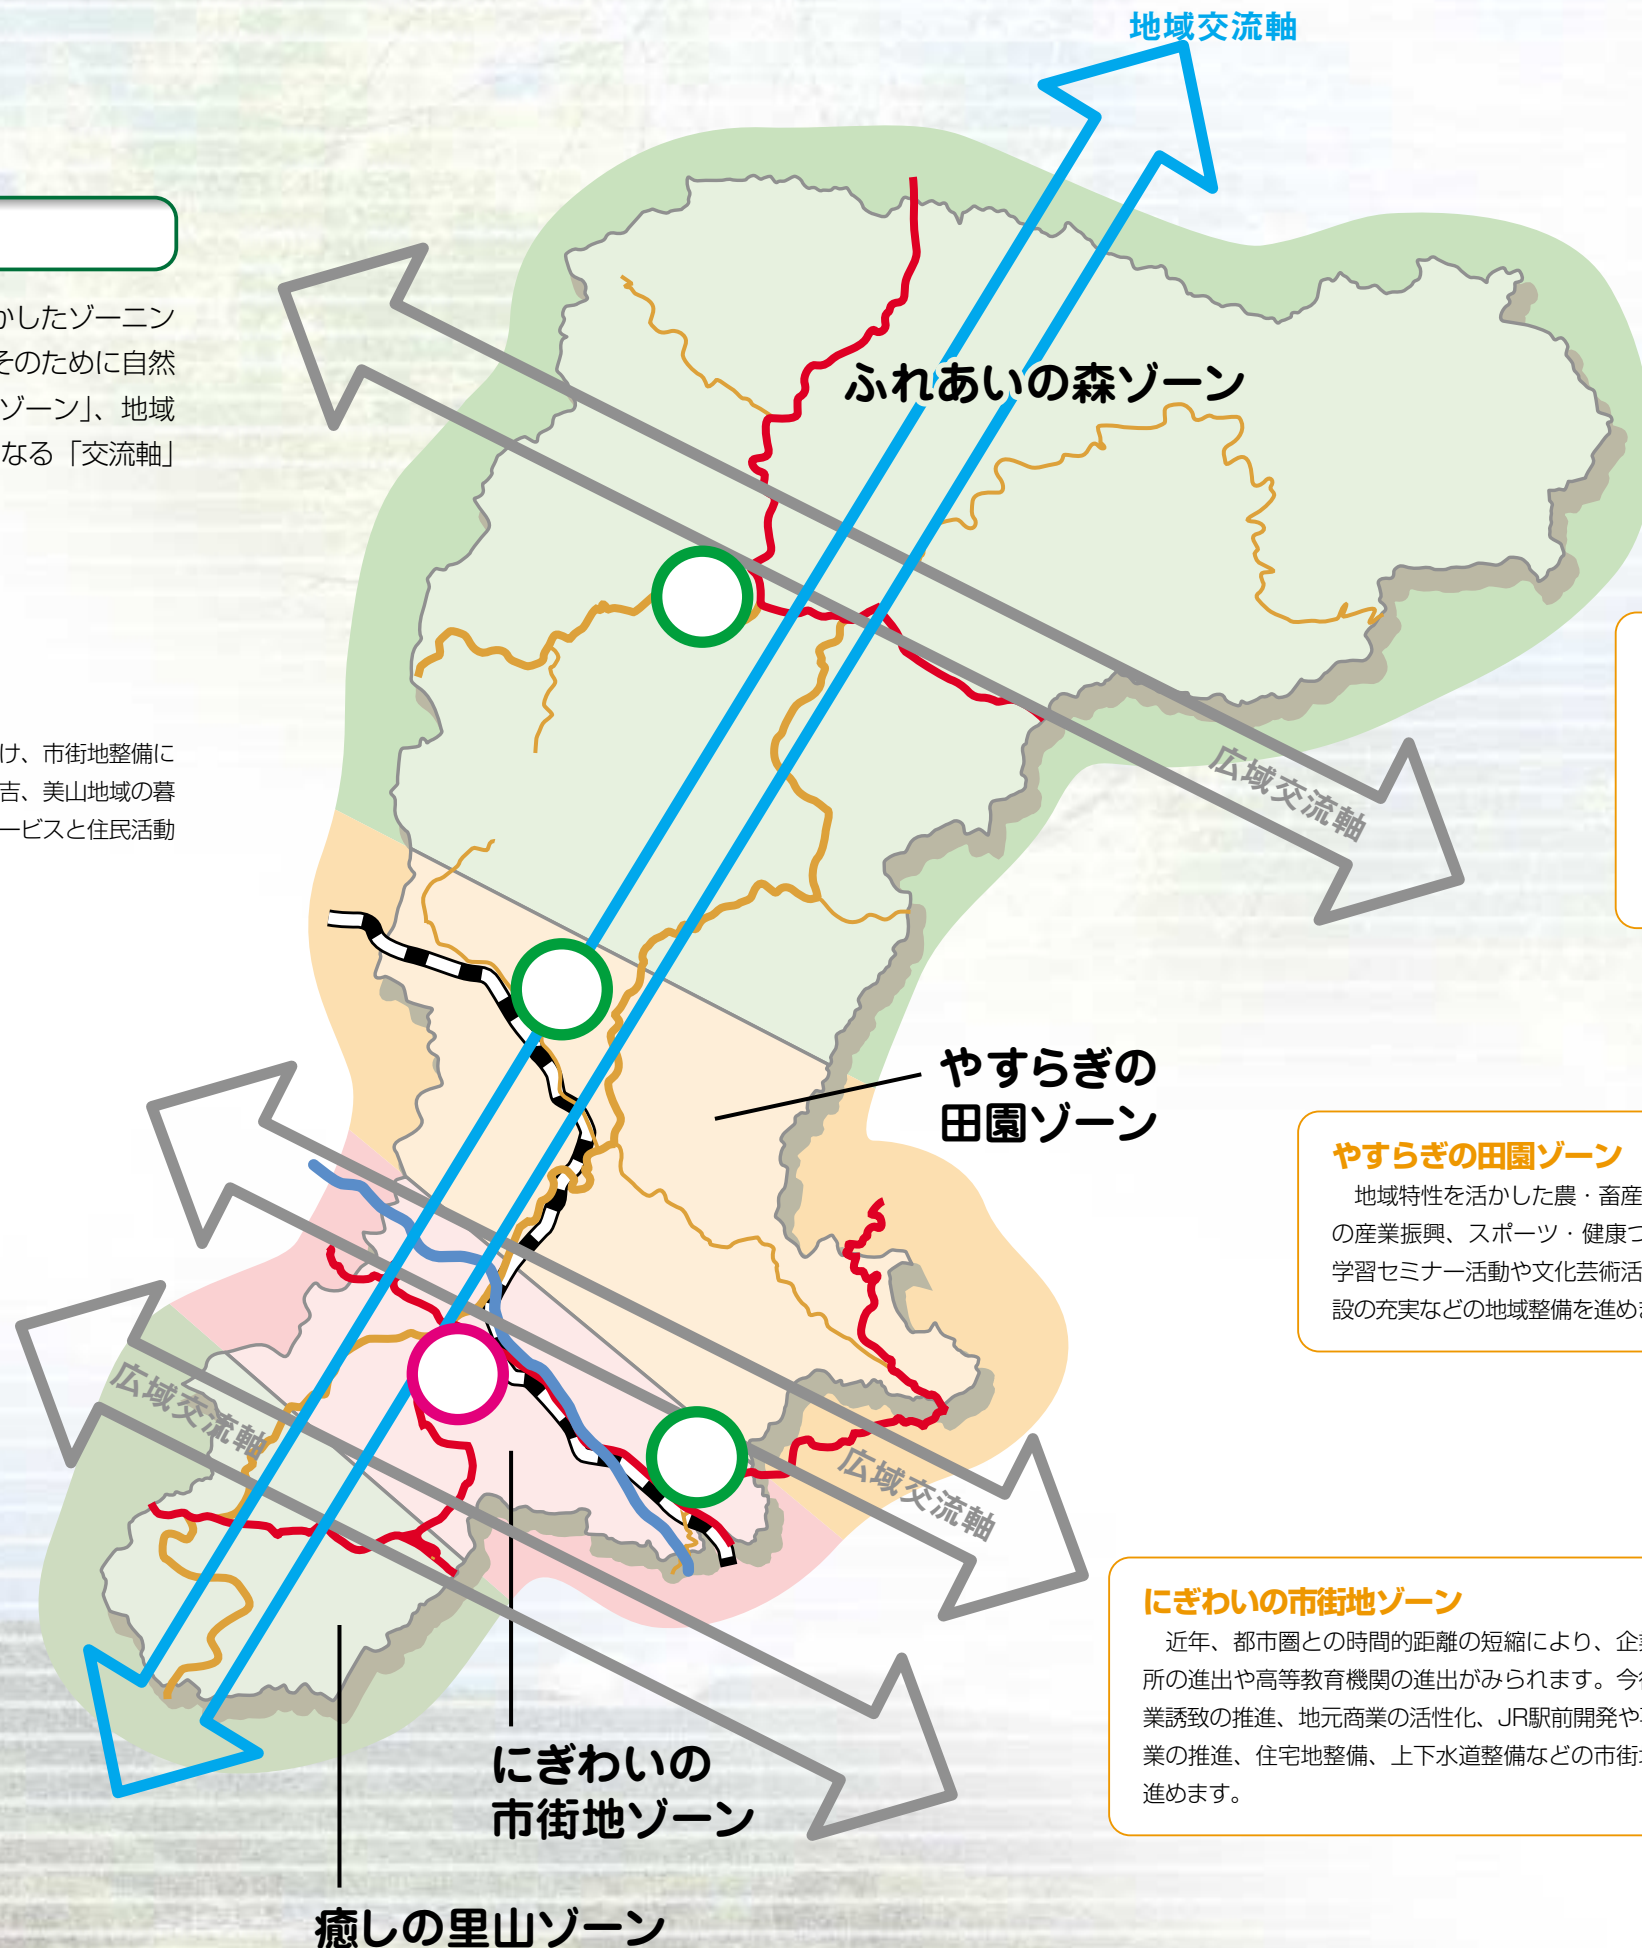 地域交流軸
かしたゾーニン
そのために自然
ゾーン」、地域
なる「交流軸」
ふれあいの森ゾーン
け、市街地整備に
吉、美山地域の暮
ービスと住民活動
広域交流軸
やすらぎの
田園ゾーン
やすらぎの田園ゾーン
地域特性を活かした農・畜産
の産業振興、スポーツ・健康つ
学習セミナー活動や文化芸術活
設の充実などの地域整備を進め
広域交流軸
広域交流軸
にぎわいの
市街地ゾーン
にぎわいの市街地ゾーン
近年、都市圏との時間的距離の短縮により、企
所の進出や高等教育機関の進出がみられます。今
業誘致の推進、地元商業の活性化、JR駅前開発や
業の推進、住宅地整備、上下水道整備などの市街
進めます。
癒しの里山ゾーン